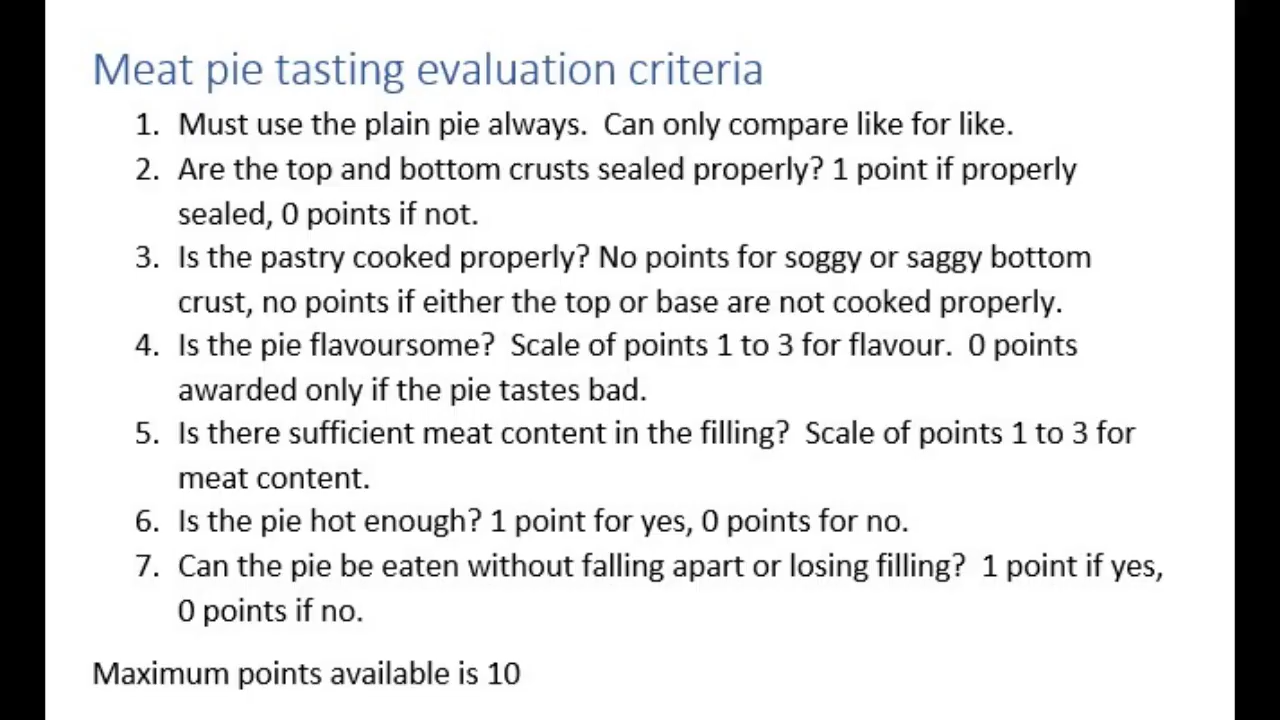 Meat pie tasting evaluation criteria
1. Must use the plain pie always.  Can only compare like for like.
2. Are the top and bottom crusts sealed properly? 1 point if properly
sealed, 0 points if not.
3. Is the pastry cooked properly? No points for soggy or saggy bottom
crust, no points if either the top or base are not cooked properly.
4. Is the pie flavoursome?  Scale of points 1 to 3 for flavour.  0 points
awarded only if the pie tastes bad.
5. Is there sufficient meat content in the filling?  Scale of points 1 to 3 for
meat content.
6. Is the pie hot enough? 1 point for yes, 0 points for no.
7. Can the pie be eaten without falling apart or losing filling?  1 point if yes,
0 points if no.
Maximum points available is 10